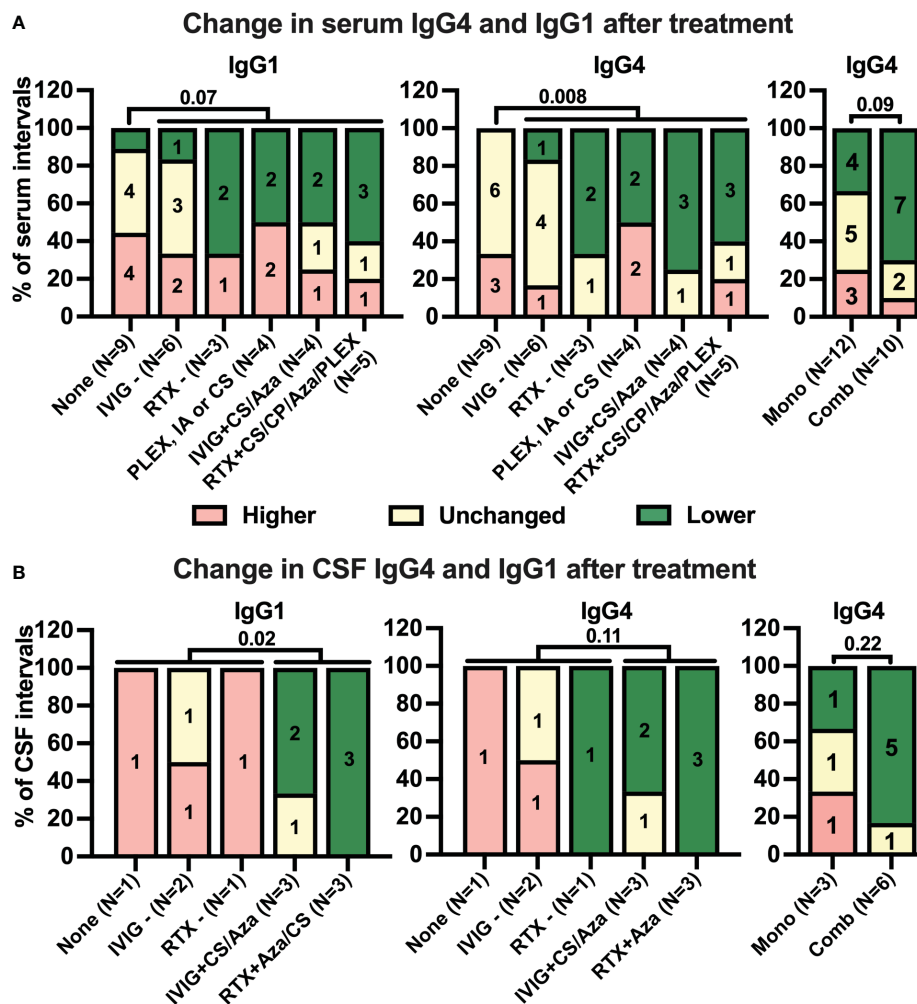 A
Change in serum IgG4 and IgG1 after treatment
IgG1
IgG4
IgG4
% of serum intervals
120
100
80
60
40
20
0
0.07
4
4
1
3
2
2
1
2
2
2
1
1
3
1
1
None (N=9)
IVIG - (N=6)
RTX - (N=3)
PLEX, IA or CS (N=4)
IVIG+CS/Aza (N=4)
RTX+CS/CP/Aza/PLEX
(N=5)
120
100
80
60
40
20
0
0.008
6
3
1
4
1
2
1
2
2
3
1
3
1
1
None (N=9)
IVIG - (N=6)
RTX - (N=3)
PLEX, IA or CS (N=4)
IVIG+CS/Aza (N=4)
RTX+CS/CP/Aza/PLEX
(N=5)
120
100
80
60
40
20
0
0.09
4
5
3
7
2
Mono (N=12)
Comb (N=10)
Higher
Unchanged
Lower
B
Change in CSF IgG4 and IgG1 after treatment
IgG1
IgG4
IgG4
% of CSF intervals
120
100
80
60
40
20
0
0.02
1
1
1
1
2
1
3
None (N=1)
IVIG - (N=2)
RTX - (N=1)
IVIG+CS/Aza (N=3)
RTX+Aza/CS (N=3)
120
100
80
60
40
20
0
0.11
1
1
1
1
2
1
3
None (N=1)
IVIG - (N=2)
RTX - (N=1)
IVIG+CS/Aza (N=3)
RTX+Aza (N=3)
120
100
80
60
40
20
0
0.22
1
1
1
5
1
Mono (N=3)
Comb (N=6)